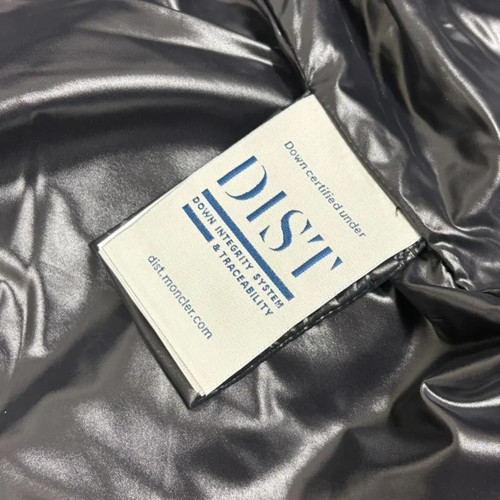 Down certified under
DIST
DOWN INTEGRITY SYSTEM
& TRACEABILITY
dist.moncler.com